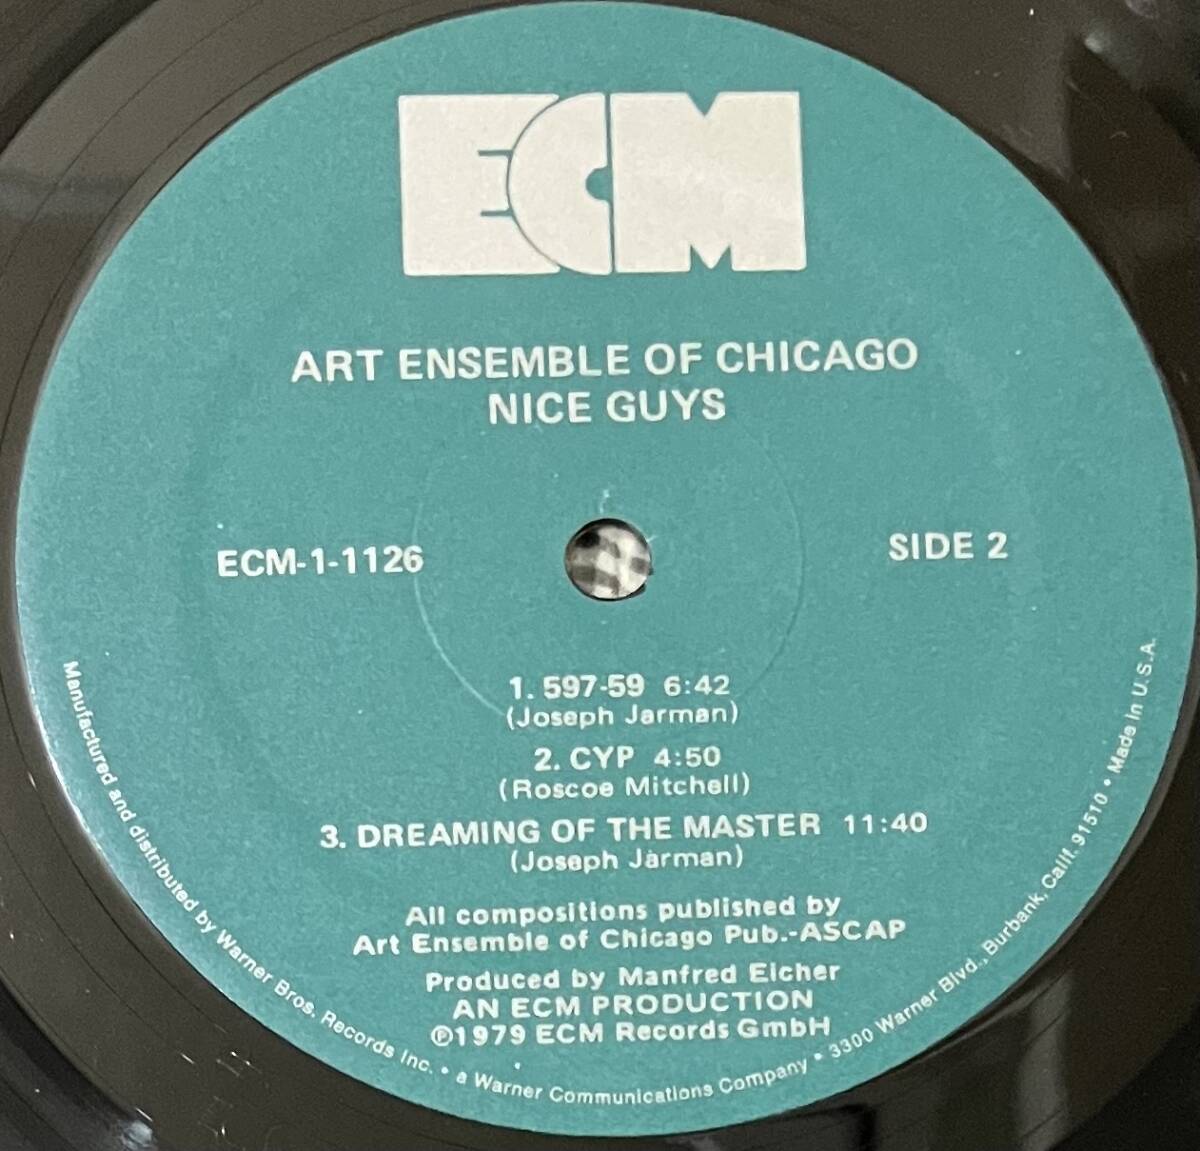 ECM
ART ENSEMBLE OF CHICAGO
NICE GUYS
ECM-1-1126
SIDE 2
1. 597-59 6:42
(Joseph Jarman)
2. CYP 4:50
(Roscoe Mitchell)
3. DREAMING OF THE MASTER 11:40
(Joseph Jarman)
All compositions published by
Art Ensemble of Chicago Pub.-ASCAP
Produced by Manfred Eicher
AN ECM PRODUCTION
℗1979 ECM Records GmbH
Manufactured and distributed by Warner Bros. Records Inc. • a Warner Communications Company • 3300 Warner Blvd., Burbank, Calif. 91510 • Made in U.S.A.